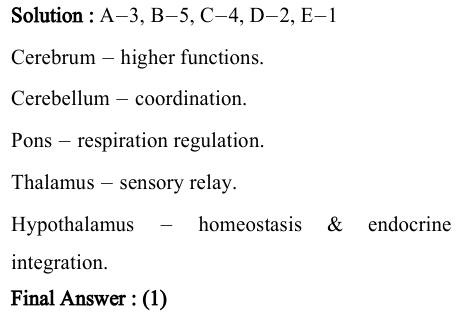 Solution : A–3, B–5, C–4, D–2, E–1
Cerebrum – higher functions.
Cerebellum – coordination.
Pons – respiration regulation.
Thalamus – sensory relay.
Hypothalamus – homeostasis & endocrine
integration.
Final Answer : (1)